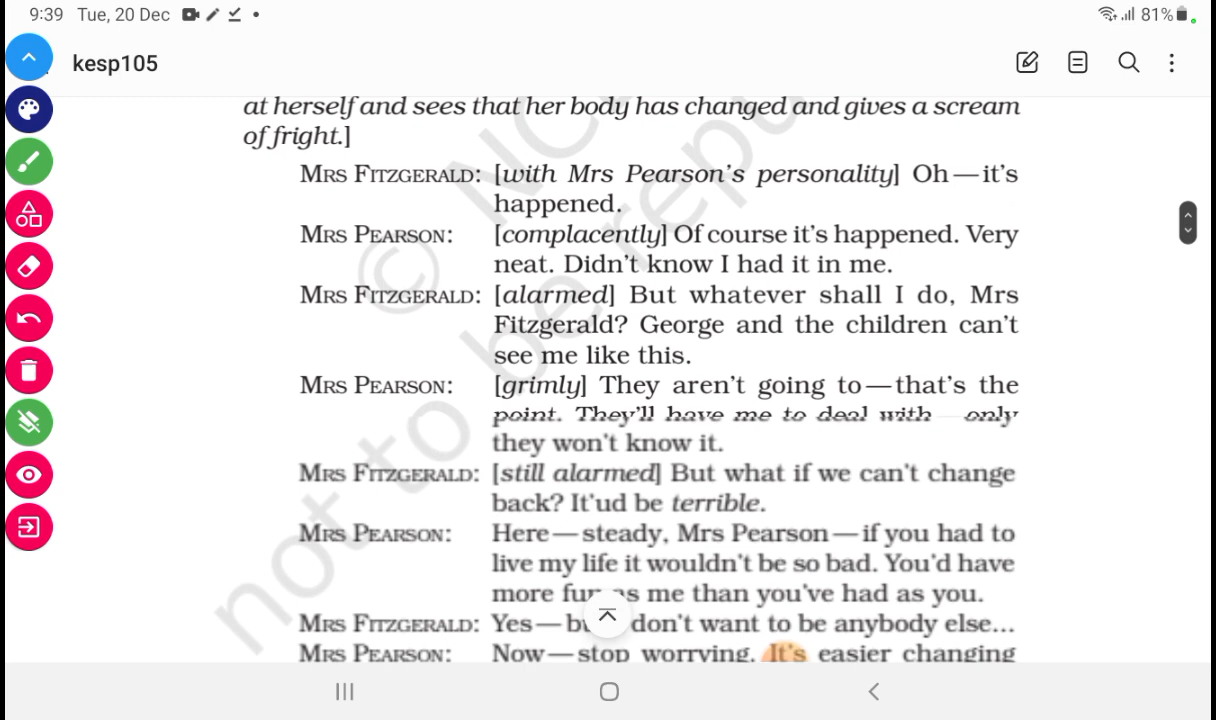 9:39 Tue, 20 Dec 81%
kesp105
at herself and sees that her body has changed and gives a scream
of fright.]
MRS FITZGERALD: [with Mrs Pearson's personality] Oh—it's
happened.
MRS PEARSON: [complacently] Of course it's happened. Very
neat. Didn't know I had it in me.
MRS FITZGERALD: [alarmed] But whatever shall I do, Mrs
Fitzgerald? George and the children can't
see me like this.
MRS PEARSON: [grimly] They aren't going to—that's the
point. They'll have me to deal with—only
they won't know it.
MRS FITZGERALD: [still alarmed] But what if we can't change
back? It'ud be terrible.
MRS PEARSON: Here—steady, Mrs Pearson—if you had to
live my life it wouldn't be so bad. You'd have
more fun as me than you've had as you.
MRS FITZGERALD: Yes— don't want to be anybody else...
MRS PEARSON: Now—stop worrying. It's easier changing
© NC
not to be repu